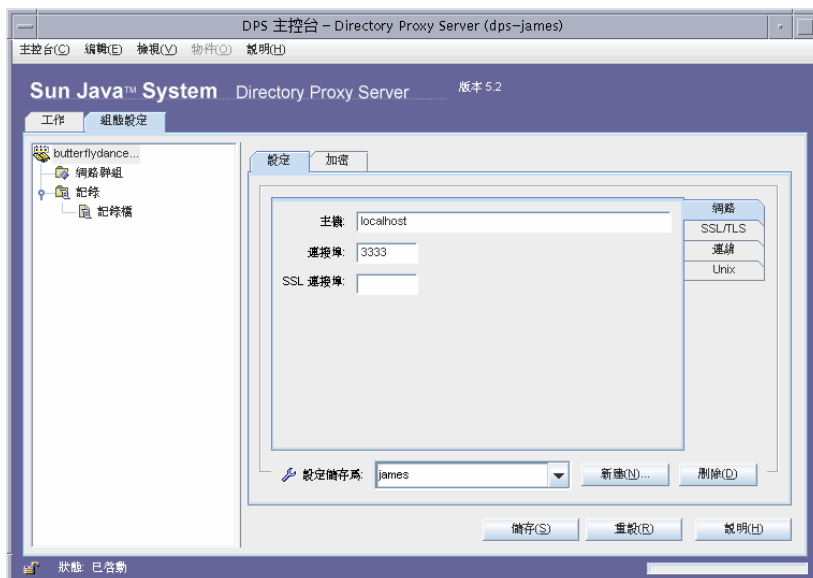 DPS 主控台 – Directory Proxy Server (dps-james)
主控台(C) 編輯(E) 檢視(V) 物件(O) 說明(H)
Sun Java™ System Directory Proxy Server 版本 5.2
工作 組態設定
butterflydance...
網路群組
記錄
記錄檔
設定 加密
主機: localhost
連接埠: 3333
SSL 連接埠:
網路
SSL/TLS
連線
Unix
設定儲存爲: james 新建(N)... 刪除(D)
儲存(S) 重設(R) 說明(H)
狀態: 已啓動